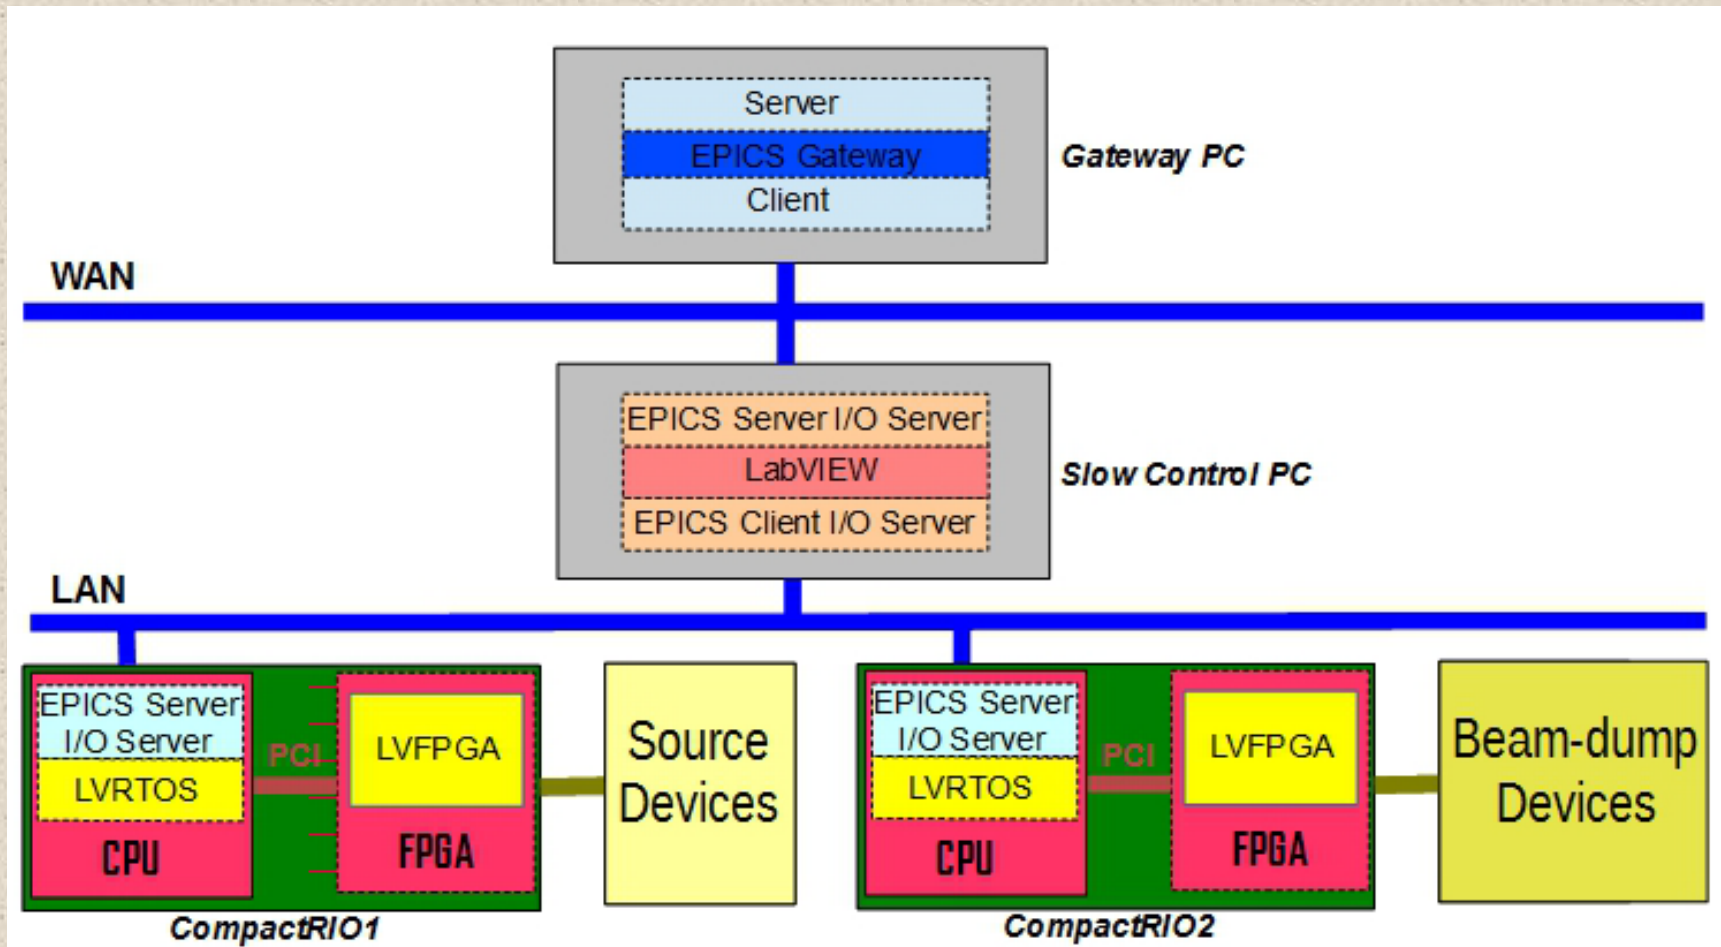 Server
EPICS Gateway
Client
Gateway PC
WAN
EPICS Server I/O Server
LabVIEW
EPICS Client I/O Server
Slow Control PC
LAN
EPICS Server
I/O Server
LVRTOS
CPU
PCI
LVFPGA
FPGA
CompactRIO1
Source
Devices
EPICS Server
I/O Server
LVRTOS
CPU
PCI
LVFPGA
FPGA
CompactRIO2
Beam-dump
Devices